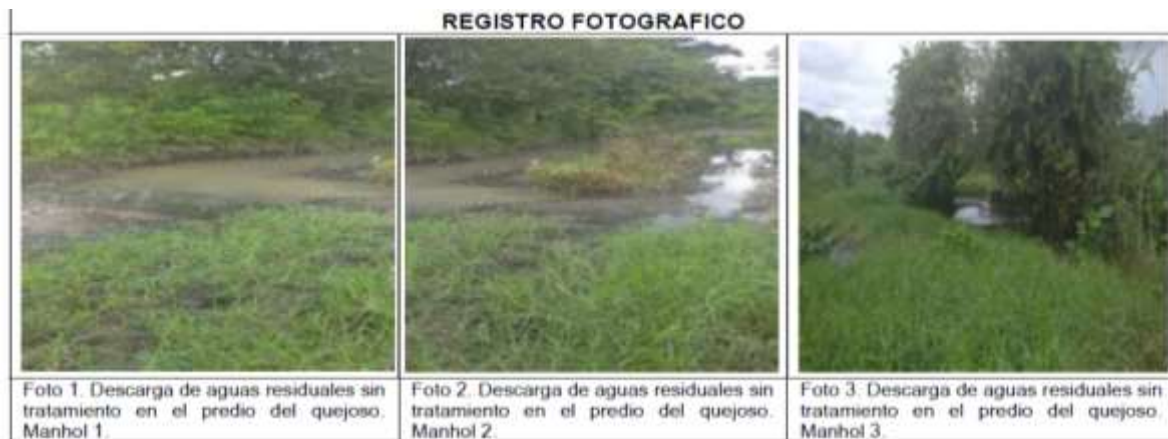 REGISTRO FOTOGRAFICO
Foto 1. Descarga de aguas residuales sin
tratamiento en el predio del quejoso.
Manhol 1.
Foto 2. Descarga de aguas residuales sin
tratamiento en el predio del quejoso.
Manhol 2.
Foto 3. Descarga de aguas residuales sin
tratamiento en el predio del quejoso.
Manhol 3.